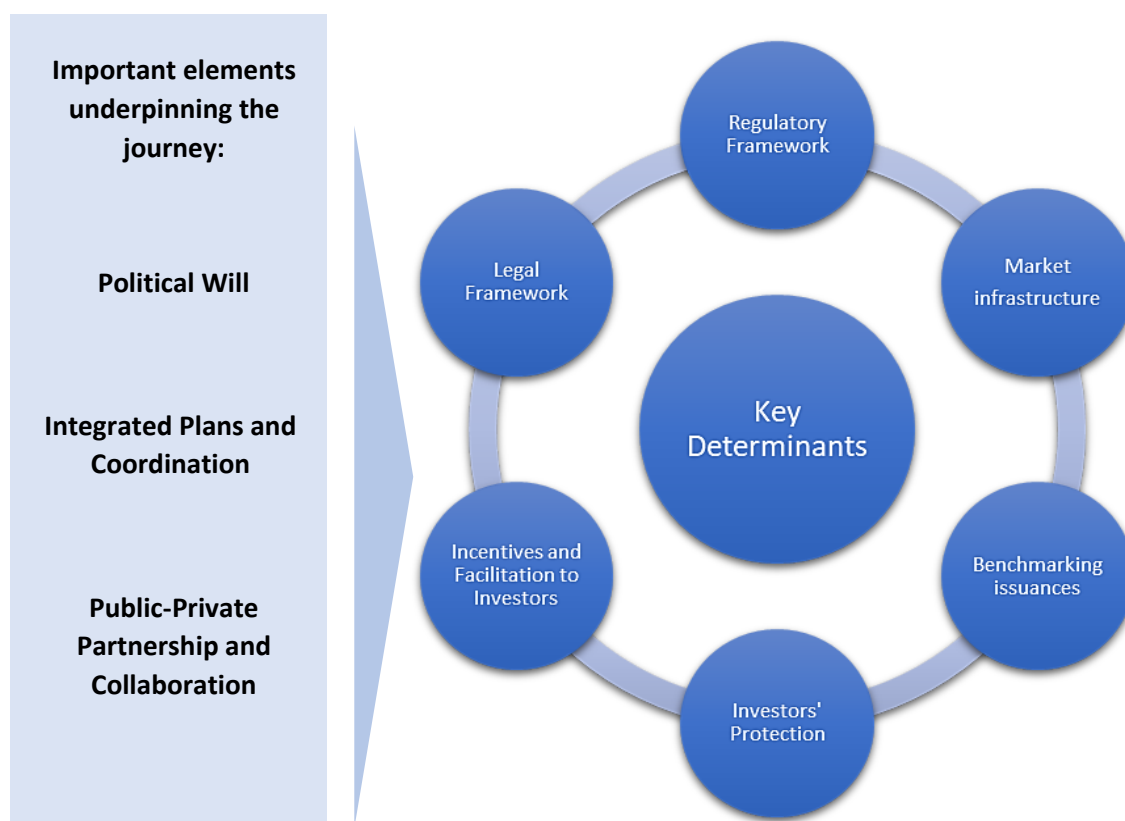 Important elements
underpinning the
journey:
Political Will
Integrated Plans and
Coordination
Public-Private
Partnership and
Collaboration
Regulatory
Framework
Market
infrastructure
Benchmarking
issuances
Investors'
Protection
Incentives and
Facilitation to
Investors
Legal
Framework
Key
Determinants